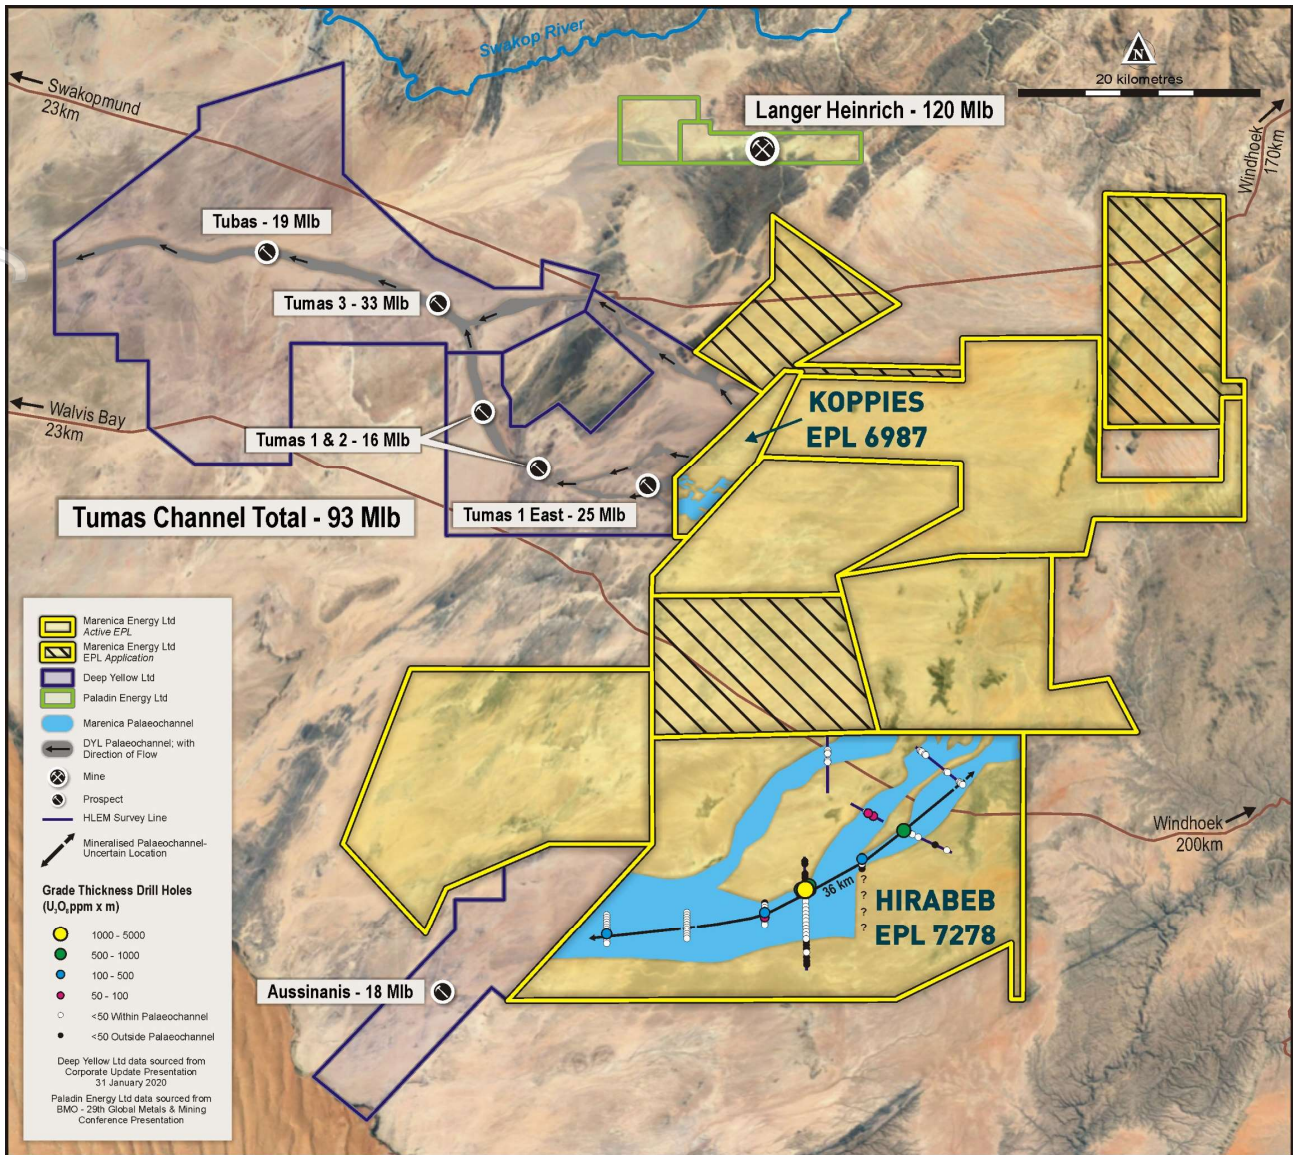 Swakop River
N
20 kilometres
Swakopmund
23km
Langer Heinrich - 120 Mlb
Windhoek
170km
Tubas - 19 Mlb
Tumas 3 - 33 Mlb
KOPPIES
EPL 6987
Walvis Bay
23km
Tumas 1 & 2 - 16 Mlb
Tumas Channel Total - 93 Mlb
Tumas 1 East - 25 Mlb
Marenica Energy Ltd
Active EPL
Marenica Energy Ltd
EPL Application
Deep Yellow Ltd
Paladin Energy Ltd
Marenica Palaeochannel
DYL Palaeochannel; with
Direction of Flow
Mine
Prospect
HLEM Survey Line
Mineralised Palaeochannel-
Uncertain Location
Grade Thickness Drill Holes
(U₃O₈ppm x m)
1000 - 5000
500 - 1000
100 - 500
50 - 100
<50 Within Palaeochannel
<50 Outside Palaeochannel
Deep Yellow Ltd data sourced from
Corporate Update Presentation
31 January 2020
Paladin Energy Ltd data sourced from
BMO - 29th Global Metals & Mining
Conference Presentation
Windhoek
200km
36 km
?
?
?
?
HIRABEB
EPL 7278
Aussinanis - 18 Mlb